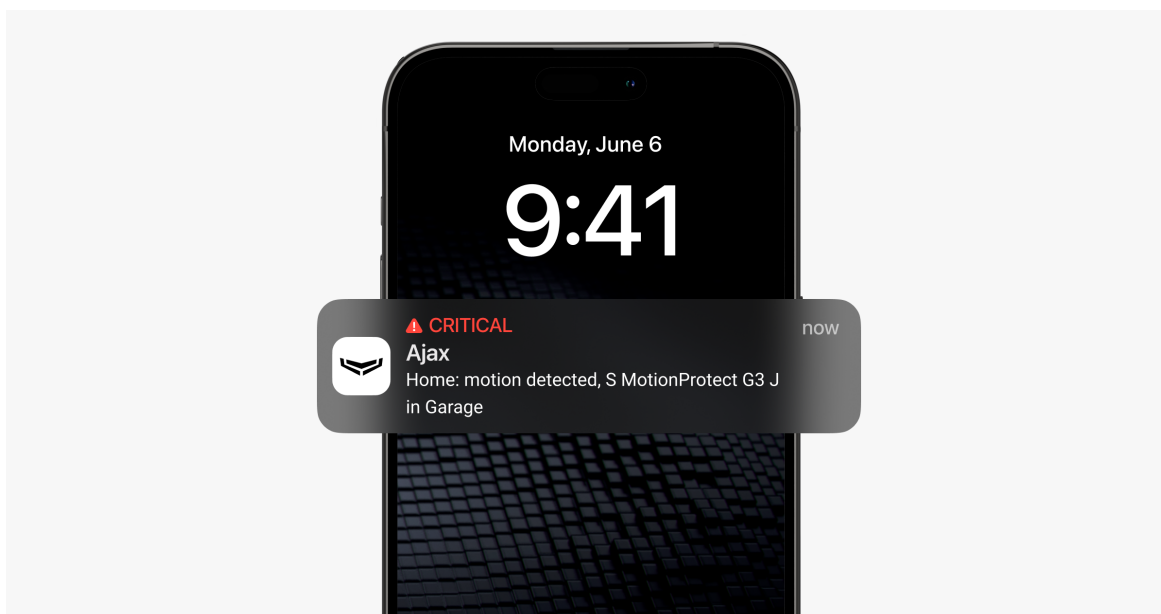 Monday, June 6
9:41
CRITICAL
now
Ajax
Home: motion detected, S MotionProtect G3 J
in Garage